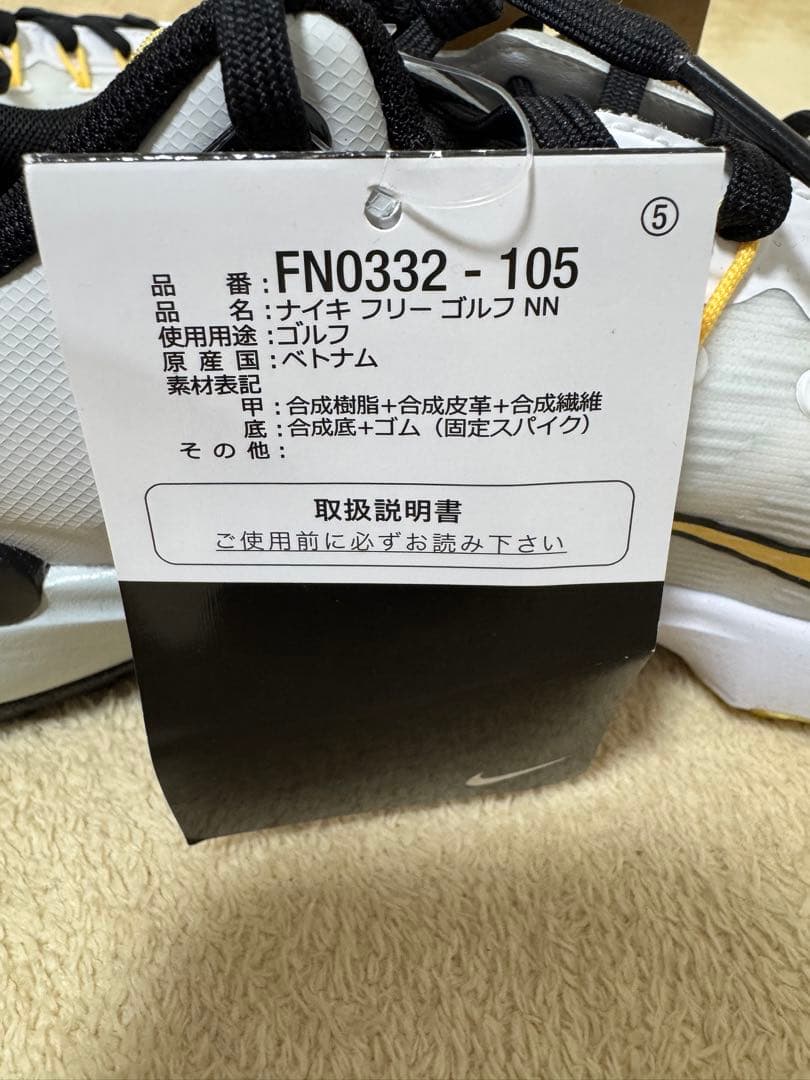 ⑤
品番:FN0332 - 105
品名:ナイキ フリー ゴルフ NN
使用用途:ゴルフ
原産国:ベトナム
素材表記
甲:合成樹脂+合成皮革+合成繊維
底:合成底+ゴム(固定スパイク)
その他:
取扱説明書
ご使用前に必ずお読み下さい